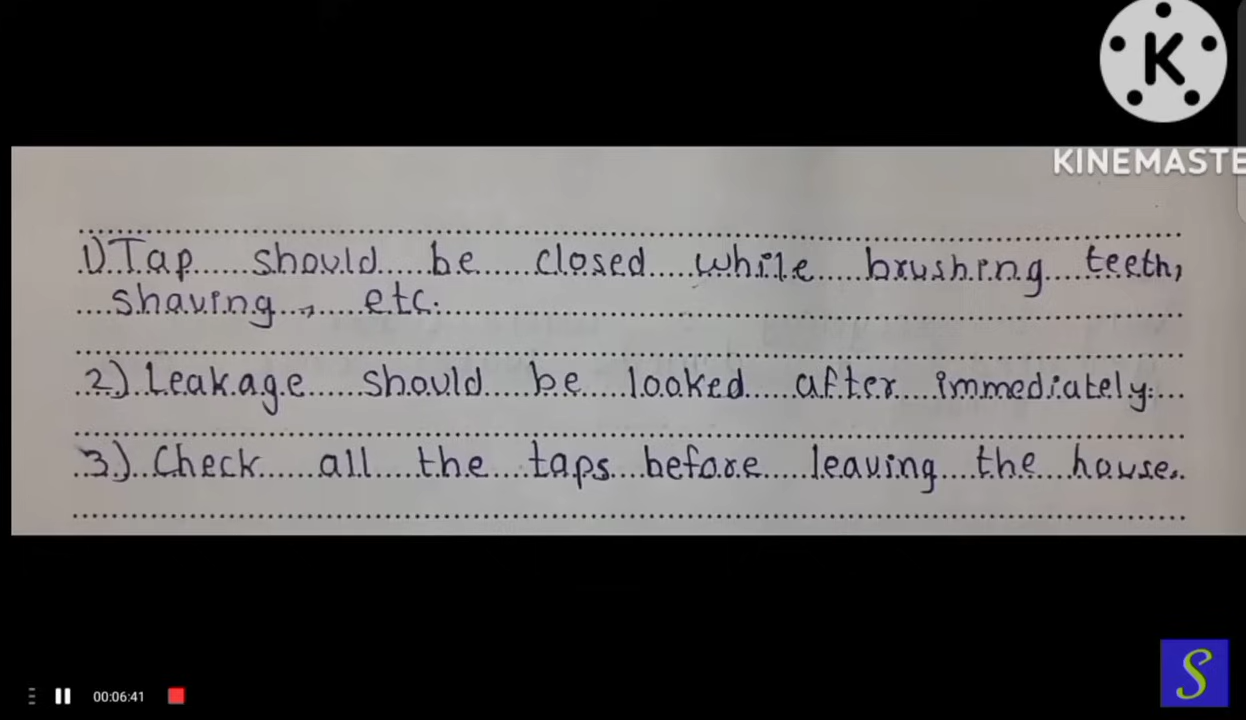 K
KINEMASTE
1) Tap should be closed while brushing teeth,
shaving, etc.
2) Leakage should be looked after immediately.
3) Check all the taps before leaving the house.
00:06:41
S